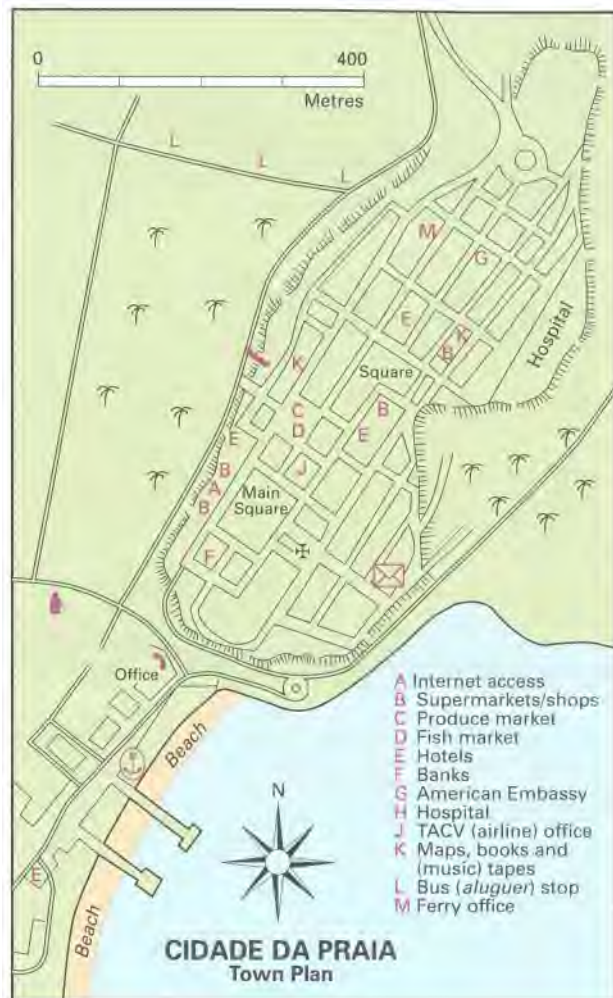 0
400
Metres
L
L
L
M
G
E
K
B
Hospital
K
Square
C
B
D
E
E
B
J
A
Main
Square
B
F
Office
A Internet access
B Supermarkets/shops
C Produce market
D Fish market
E Hotels
F Banks
G American Embassy
H Hospital
J TACV (airline) office
K Maps, books and
(music) tapes
L Bus (aluguer) stop
M Ferry office
Beach
N
E
Beach
CIDADE DA PRAIA
Town Plan